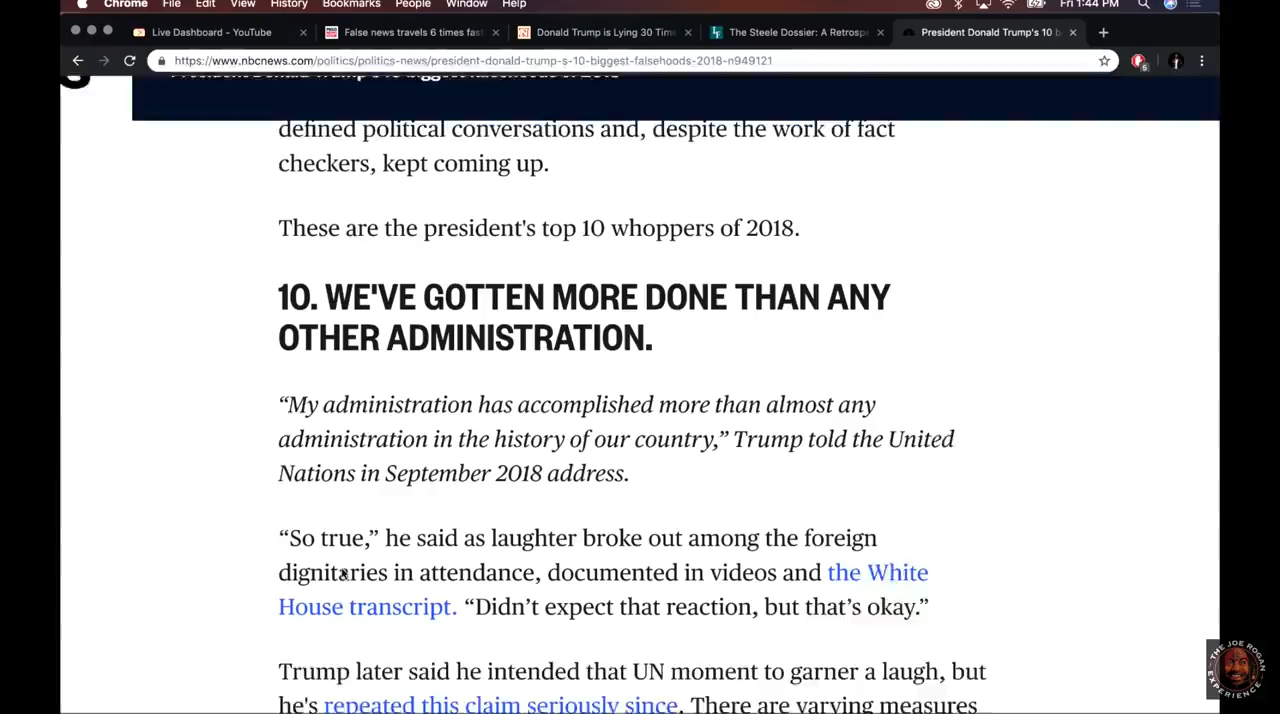 Chrome File Edit View History Bookmarks People Window Help Fri 1:44 PM
Live Dashboard - YouTube False news travels 6 times fast Donald Trump is Lying 30 Time The Steele Dossier: A Retrosp President Donald Trump's 10 b
https://www.nbcnews.com/politics/politics-news/president-donald-trump-s-10-biggest-falsehoods-2018-n949121
President Donald Trump's 10 biggest falsehoods of 2018
defined political conversations and, despite the work of fact
checkers, kept coming up.
These are the president's top 10 whoppers of 2018.
10. WE'VE GOTTEN MORE DONE THAN ANY
OTHER ADMINISTRATION.
“My administration has accomplished more than almost any
administration in the history of our country,” Trump told the United
Nations in September 2018 address.
“So true,” he said as laughter broke out among the foreign
dignitaries in attendance, documented in videos and the White
House transcript. “Didn’t expect that reaction, but that’s okay.”
Trump later said he intended that UN moment to garner a laugh, but
he's repeated this claim seriously since. There are varying measures
THE JOE ROGAN
EXPERIENCE